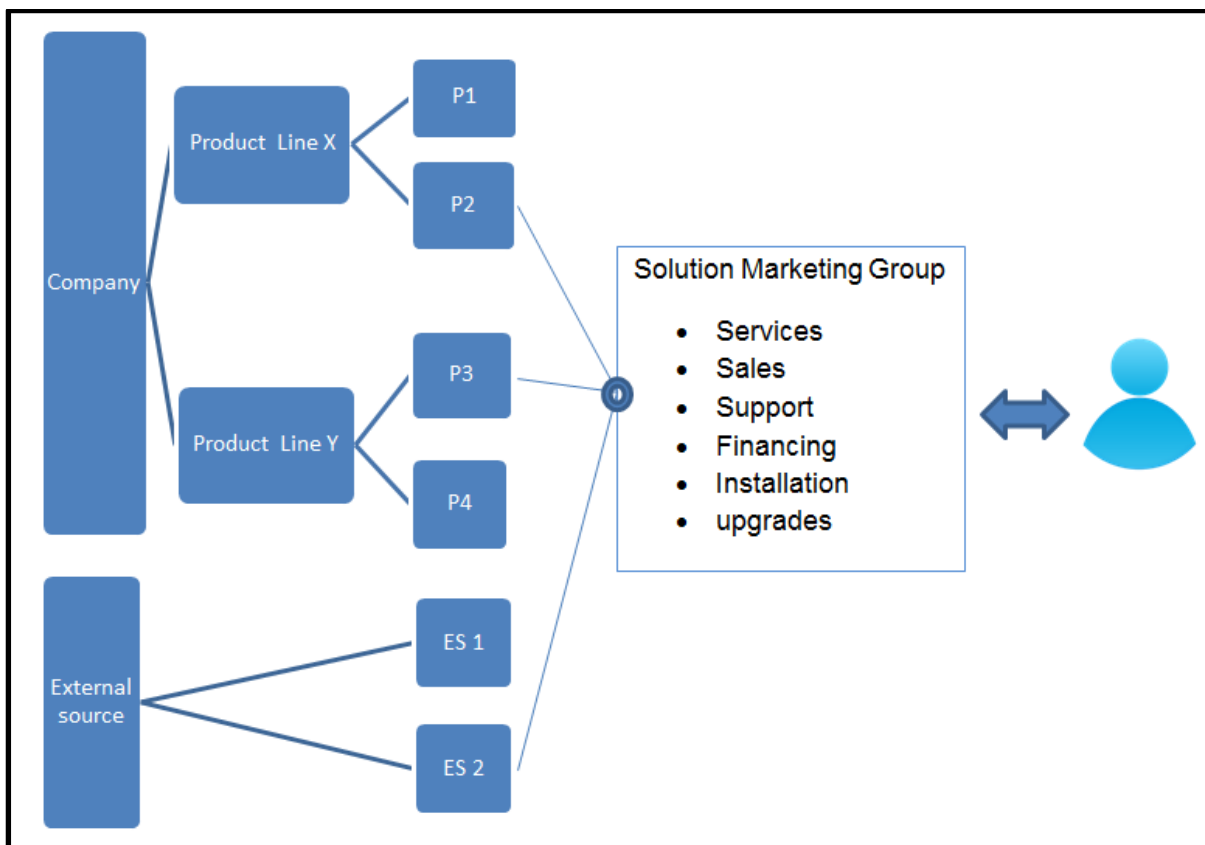 Company
Product Line X
P1
P2
Product Line Y
P3
P4
External
source
ES 1
ES 2
Solution Marketing Group
• Services
• Sales
• Support
• Financing
• Installation
• upgrades